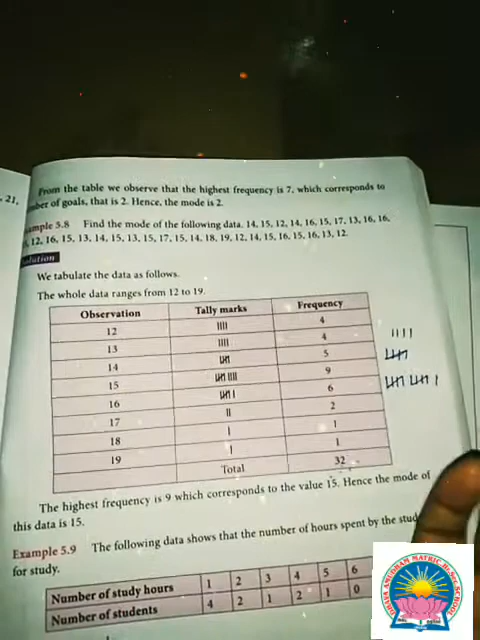 21,
From the table we observe that the highest frequency is 7, which corresponds to
number of goals, that is 2. Hence, the mode is 2.
Example 5.8 Find the mode of the following data. 14, 15, 12, 14, 16, 15, 17, 13, 16, 16,
12, 16, 15, 13, 14, 15, 13, 15, 17, 15, 14, 18, 19, 12, 14, 15, 16, 15, 16, 13, 12.
Solution
We tabulate the data as follows.
The whole data ranges from 12 to 19.
Observation Tally marks Frequency
12 |||| 4
13 |||| 4
14 5
15 |||| 9
16 | 6
17 || 2
18 | 1
19 | 1
Total 32
||||
The highest frequency is 9 which corresponds to the value 15. Hence the mode of
this data is 15.
Example 5.9 The following data shows that the number of hours spent by the stud
for study.
Number of study hours 1 2 3 4 5 6
Number of students 4 2 1 2 1 0
MATRIC.Hr.Sec.SCHOOL